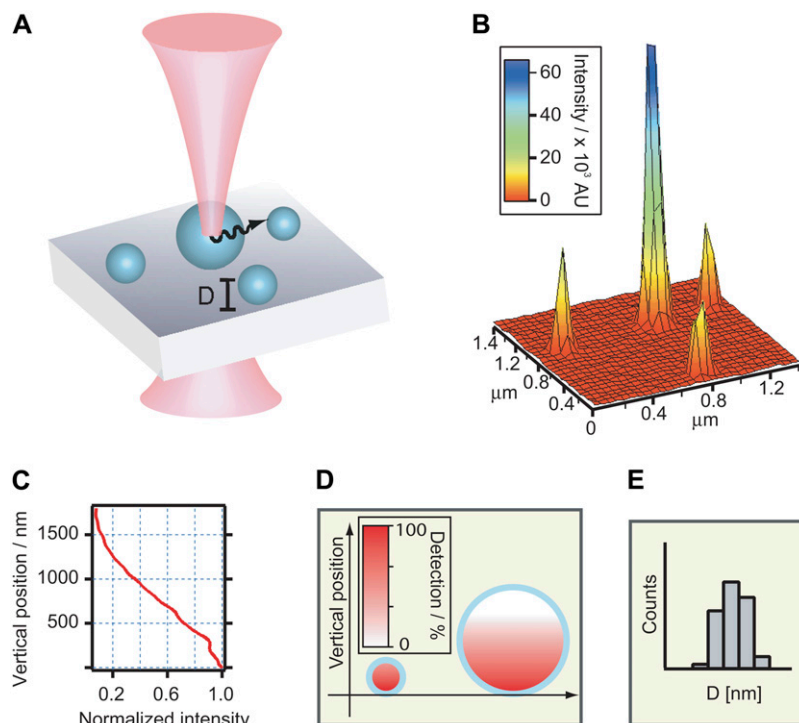 A
D
B
Intensity / x 10³ AU
60
40
20
0
1.4
1.2
0.8
0.4
μm
0
0.4
0.8
1.2
μm
C
Vertical position / nm
1500
1000
500
0.2
0.6
1.0
Normalized intensity
D
Vertical position
100
0
Detection / %
E
Counts
D [nm]